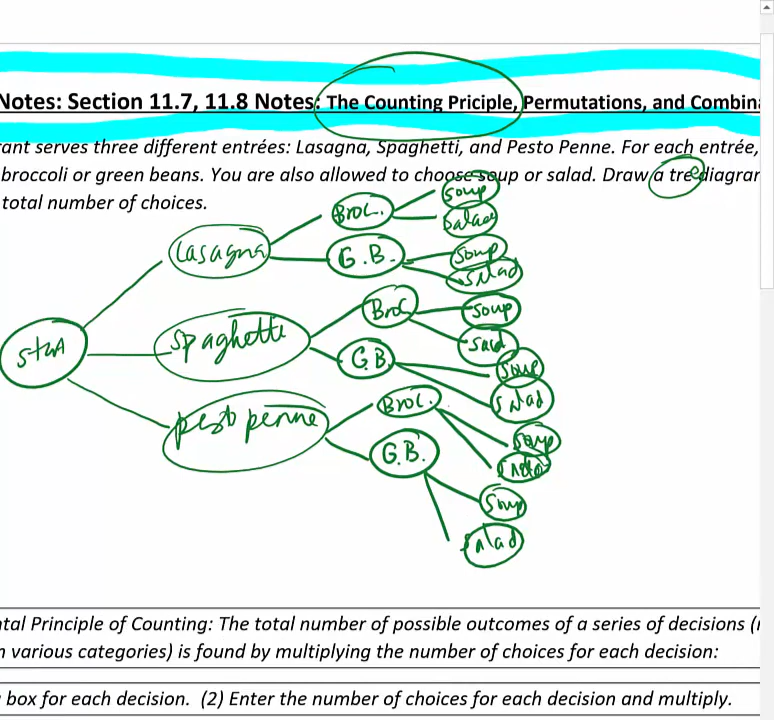 Notes: Section 11.7, 11.8 Notes: The Counting Priciple, Permutations, and Combina
rant serves three different entrées: Lasagna, Spaghetti, and Pesto Penne. For each entrée,
broccoli or green beans. You are also allowed to choose soup or salad. Draw a tree diagrar
total number of choices.
start
Lasagna
Broc.
soup
salad
G.B.
soup
salad
spaghetti
Broc
soup
salad
G.B.
soup
salad
pesto penne
Broc.
soup
salad
G.B.
soup
salad
ntal Principle of Counting: The total number of possible outcomes of a series of decisions (
n various categories) is found by multiplying the number of choices for each decision:
box for each decision. (2) Enter the number of choices for each decision and multiply.